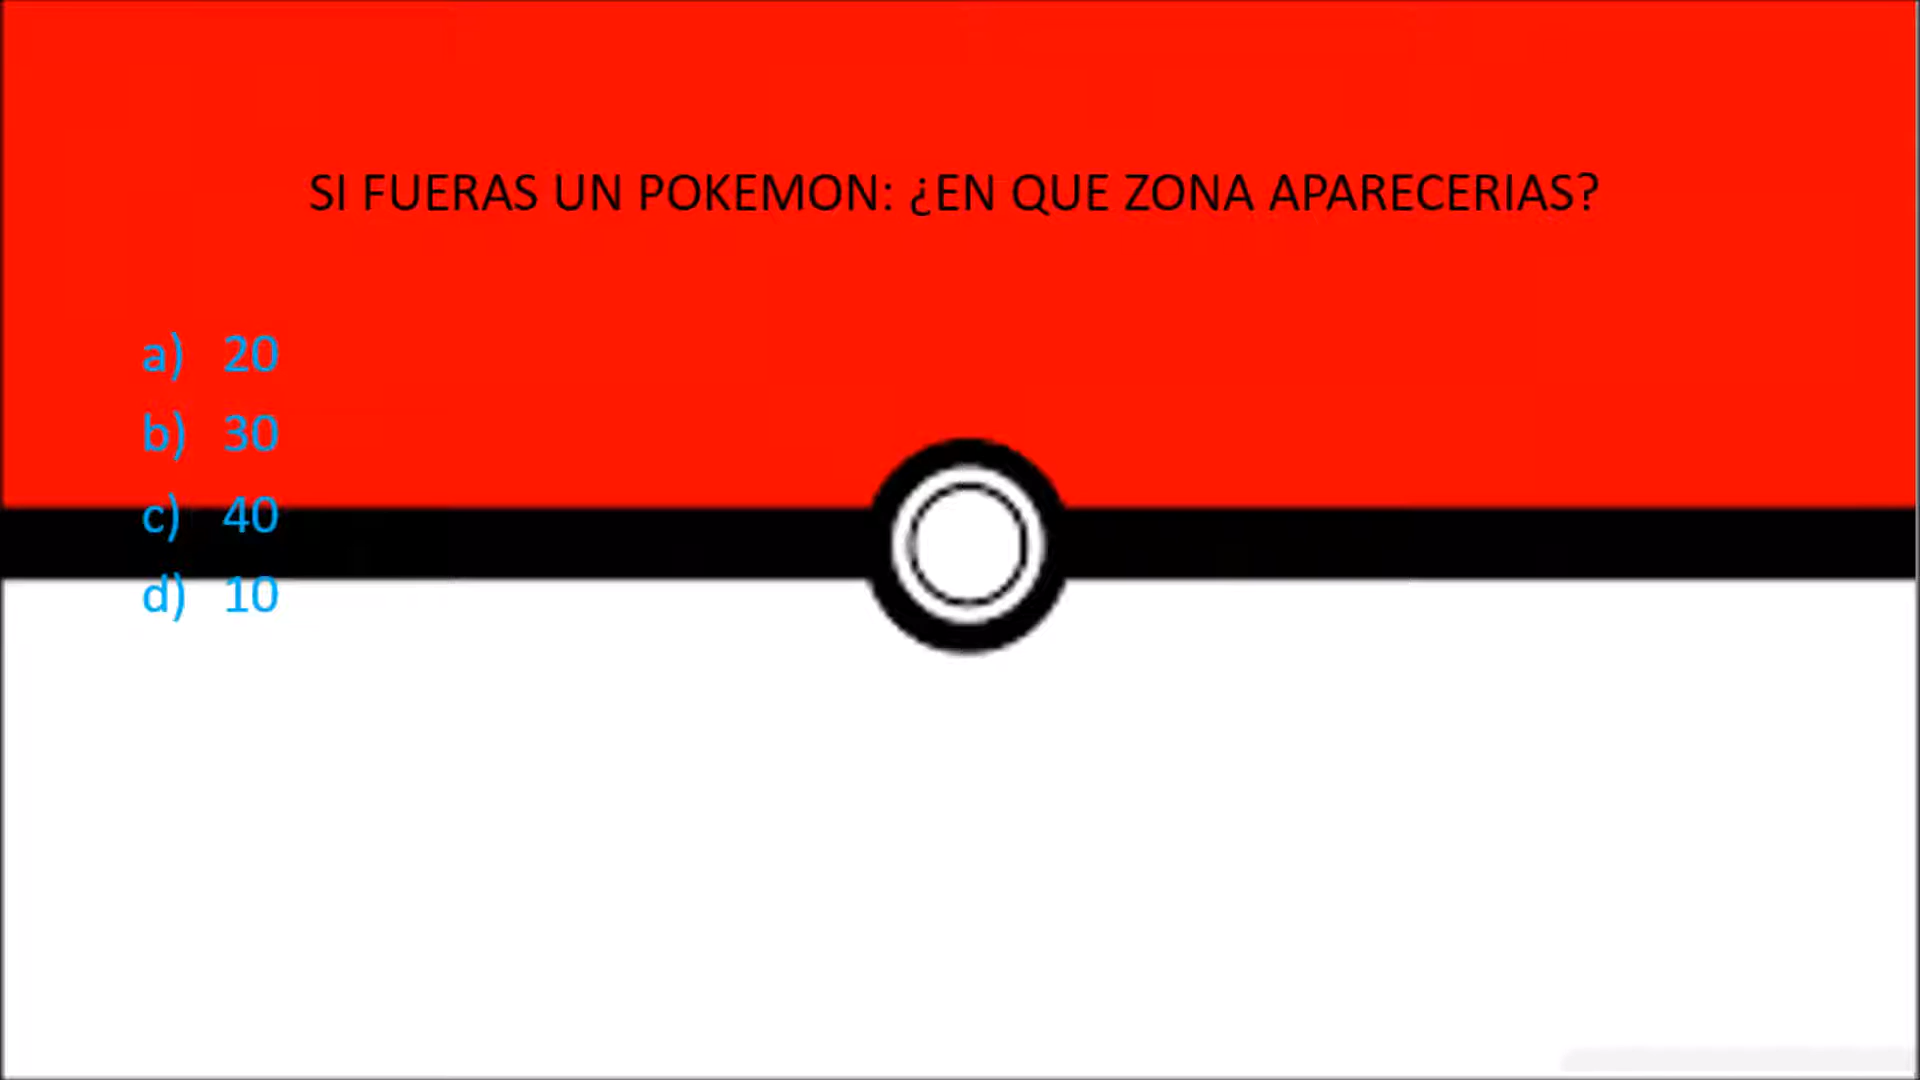 SI FUERAS UN POKEMON: ¿EN QUE ZONA APARECERIAS?
a) 20
b) 30
c) 40
d) 10